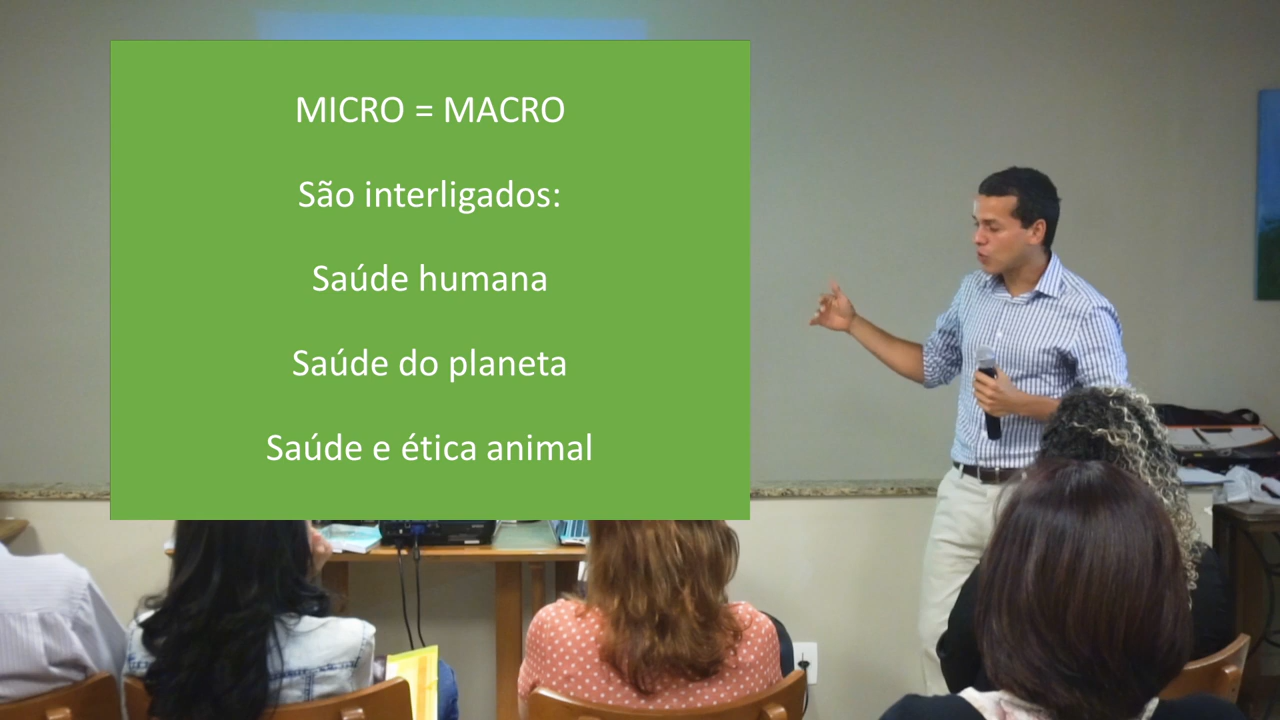 MICRO = MACRO
São interligados:
Saúde humana
Saúde do planeta
Saúde e ética animal